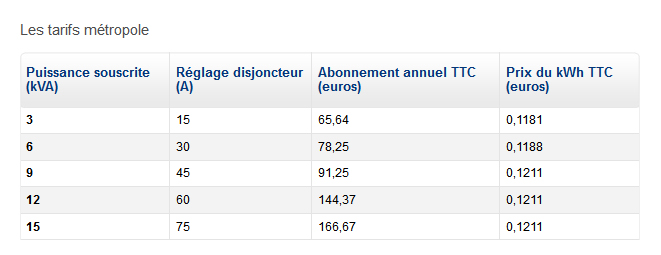 Les tarifs métropole
Puissance souscrite (kVA) Réglage disjoncteur (A) Abonnement annuel TTC (euros) Prix du kWh TTC (euros)
3 15 65,64 0,1181
6 30 78,25 0,1188
9 45 91,25 0,1211
12 60 144,37 0,1211
15 75 166,67 0,1211